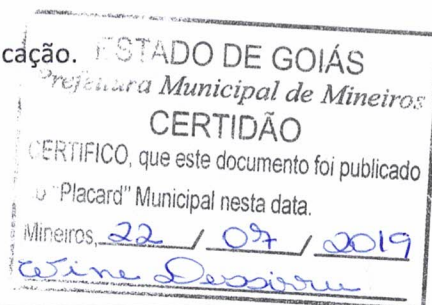 cação.
ESTADO DE GOIÁS
Prefeitura Municipal de Mineiros
CERTIDÃO
CERTIFICO, que este documento foi publicado
o "Placard" Municipal nesta data.
Mineiros, 22 / 07 / 2019